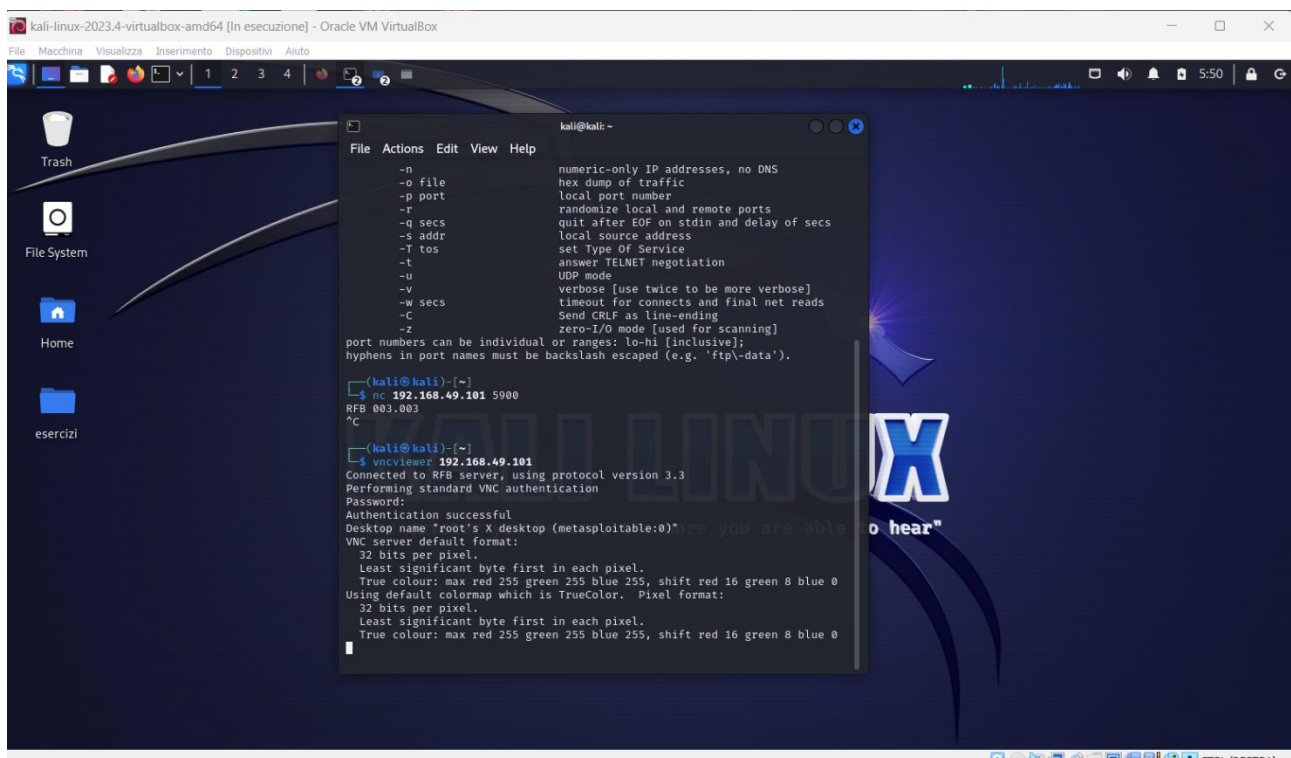 kali-linux-2023.4-virtualbox-amd64 [In esecuzione] - Oracle VM VirtualBox
File Macchina Visualizza Inserimento Dispositivi Aiuto
1 2 3 4
2 2
5:50
Trash
File System
Home
esercizi
kali@kali: ~
File Actions Edit View Help
-n numeric-only IP addresses, no DNS
-o file hex dump of traffic
-p port local port number
-r randomize local and remote ports
-q secs quit after EOF on stdin and delay of secs
-s addr local source address
-T tos set Type Of Service
-t answer TELNET negotiation
-u UDP mode
-v verbose [use twice to be more verbose]
-w secs timeout for connects and final net reads
-C Send CRLF as line-ending
-z zero-I/O mode [used for scanning]
port numbers can be individual or ranges: lo-hi [inclusive];
hyphens in port names must be backslash escaped (e.g. 'ftp\-data').
┌──(kali㉿kali)-[~]
└─$ nc 192.168.49.101 5900
RFB 003.003
^C
┌──(kali㉿kali)-[~]
└─$ vncviewer 192.168.49.101
Connected to RFB server, using protocol version 3.3
Performing standard VNC authentication
Password:
Authentication successful
Desktop name "root's X desktop (metasploitable:0)"
VNC server default format:
32 bits per pixel.
Least significant byte first in each pixel.
True colour: max red 255 green 255 blue 255, shift red 16 green 8 blue 0
Using default colormap which is TrueColor. Pixel format:
32 bits per pixel.
Least significant byte first in each pixel.
True colour: max red 255 green 255 blue 255, shift red 16 green 8 blue 0
KALI LINUX
you are able to hear"